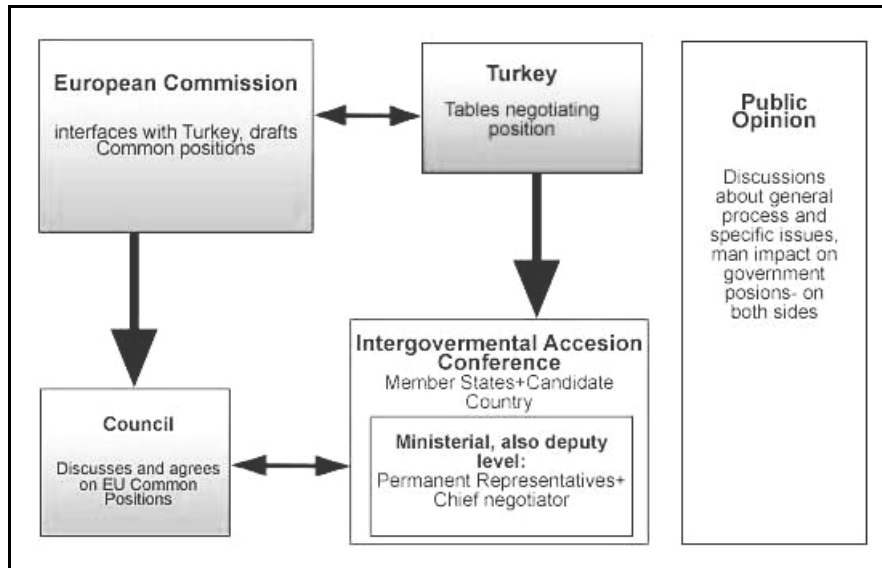 European Commission
interfaces with Turkey, drafts
Common positions
Turkey
Tables negotiating
position
Council
Discusses and agrees
on EU Common
Positions
Intergovermental Accesion
Conference
Member States+Candidate
Country
Ministerial, also deputy
level:
Permanent Representatives+
Chief negotiator
Public
Opinion
Discussions
about general
process and
specific issues,
man impact on
government
posions- on
both sides